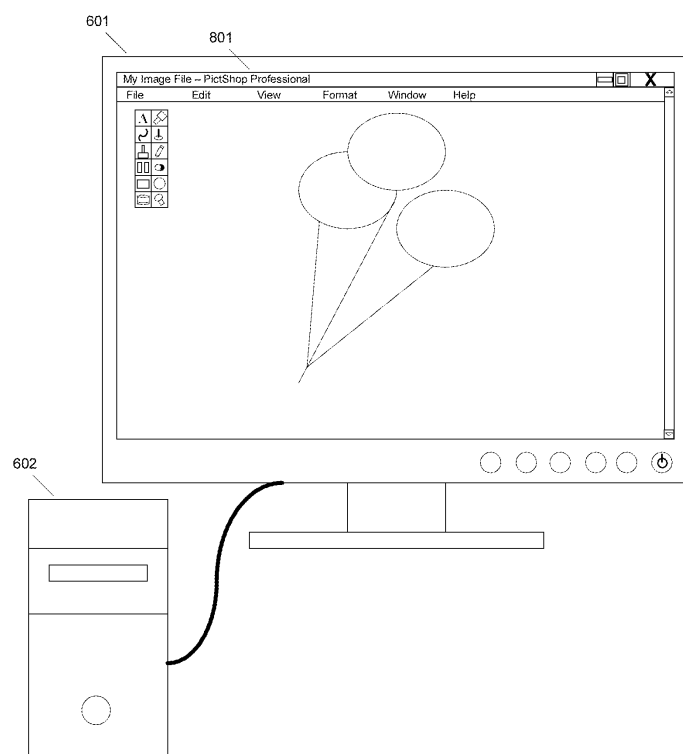 601
801
My Image File – PictShop Professional
X
File Edit View Format Window Help
A
602